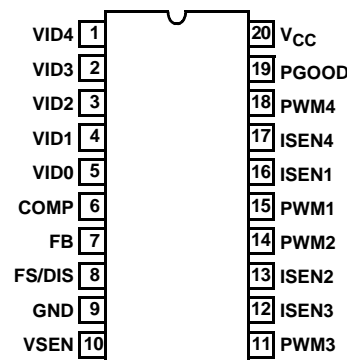 VID4 1 20 VCC
VID3 2 19 PGOOD
VID2 3 18 PWM4
VID1 4 17 ISEN4
VID0 5 16 ISEN1
COMP 6 15 PWM1
FB 7 14 PWM2
FS/DIS 8 13 ISEN2
GND 9 12 ISEN3
VSEN 10 11 PWM3